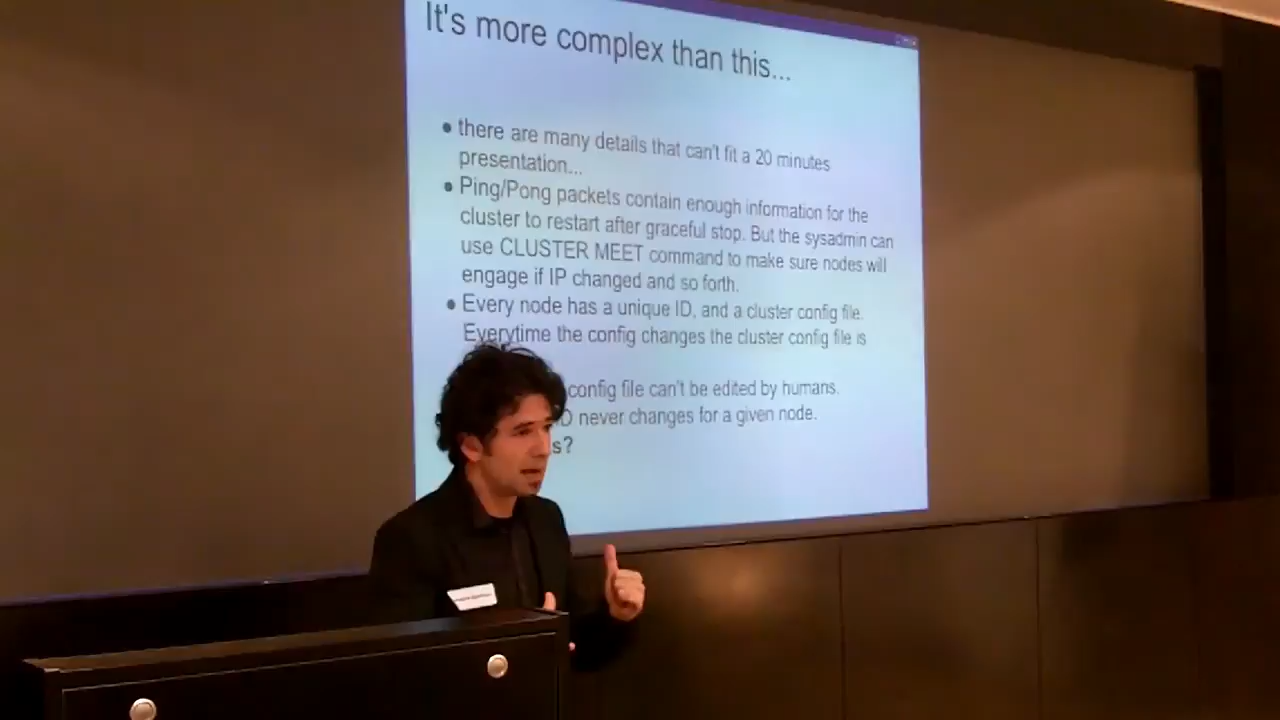 It's more complex than this...
there are many details that can't fit a 20 minutes
presentation...
Ping/Pong packets contain enough information for the
cluster to restart after graceful stop. But the sysadmin can
use CLUSTER MEET command to make sure nodes will
engage if IP changed and so forth.
Every node has a unique ID, and a cluster config file.
Everytime the config changes the cluster config file is
config file can't be edited by humans.
never changes for a given node.
s?